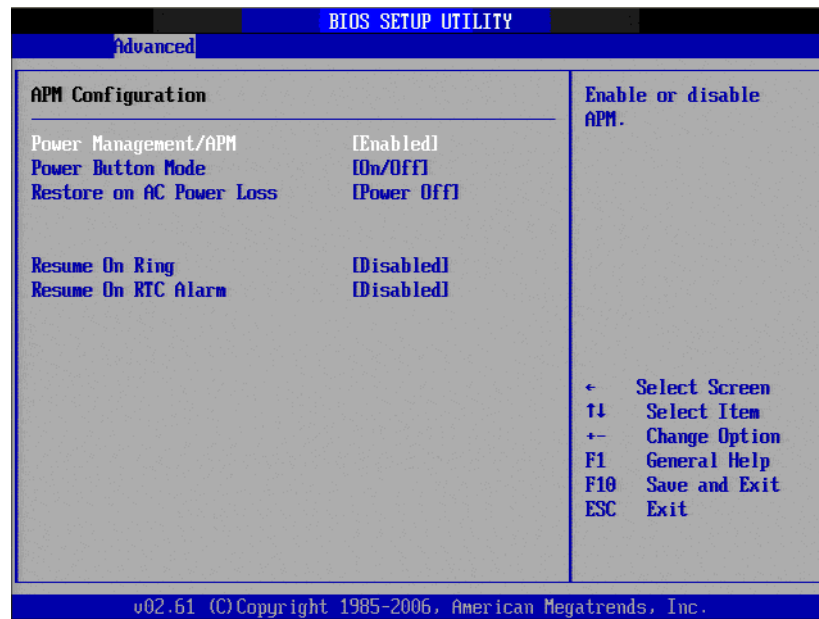 BIOS SETUP UTILITY
Advanced
APM Configuration
Power Management/APM [Enabled]
Power Button Mode [On/Off]
Restore on AC Power Loss [Power Off]
Resume On Ring [Disabled]
Resume On RTC Alarm [Disabled]
Enable or disable
APM.
← Select Screen
↑↓ Select Item
+- Change Option
F1 General Help
F10 Save and Exit
ESC Exit
v02.61 (C)Copyright 1985-2006, American Megatrends, Inc.